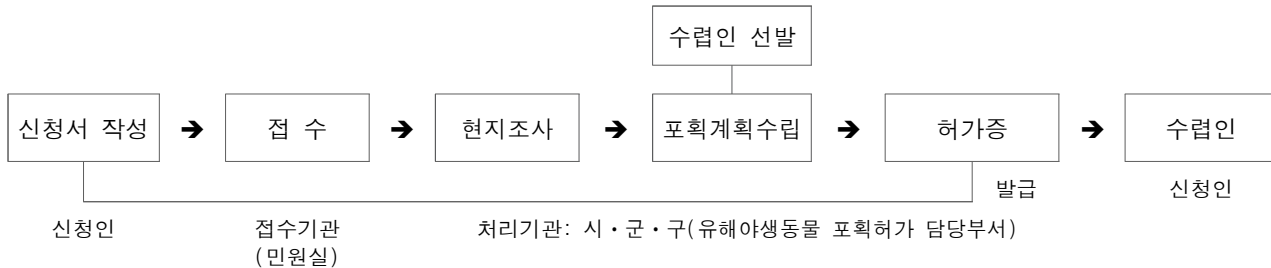 수렵인 선발
신청서 작성 ➔ 접 수 ➔ 현지조사 ➔ 포획계획수립 ➔ 허가증 ➔ 수렵인
발급 신청인
신청인 접수기관 처리기관: 시·군·구(유해야생동물 포획허가 담당부서)
(민원실)